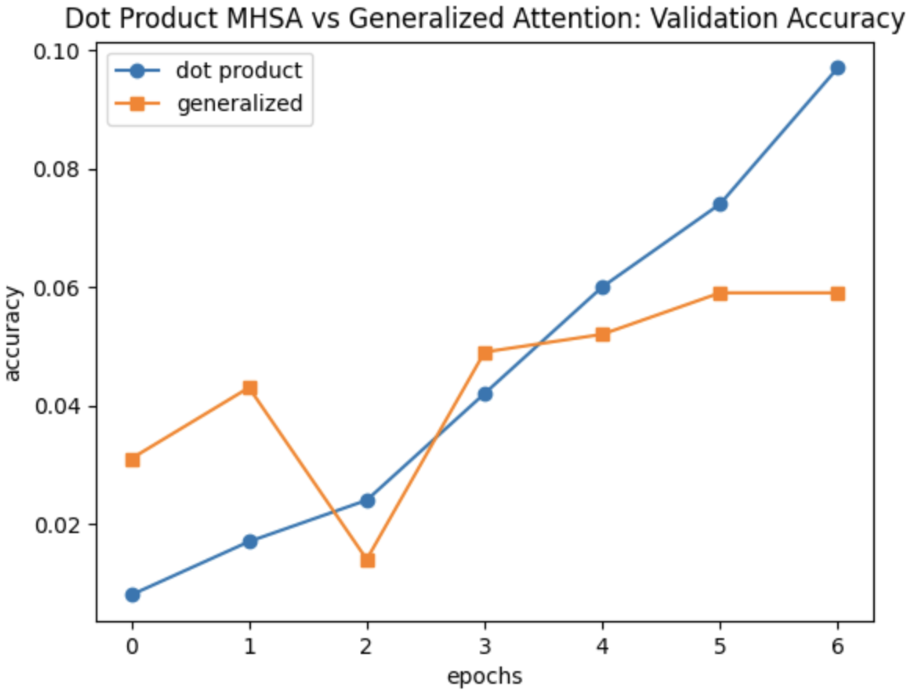 Dot Product MHSA vs Generalized Attention: Validation Accuracy
0.10
dot product
generalized
0.08
0.06
accuracy
0.04
0.02
0 1 2 3 4 5 6
epochs